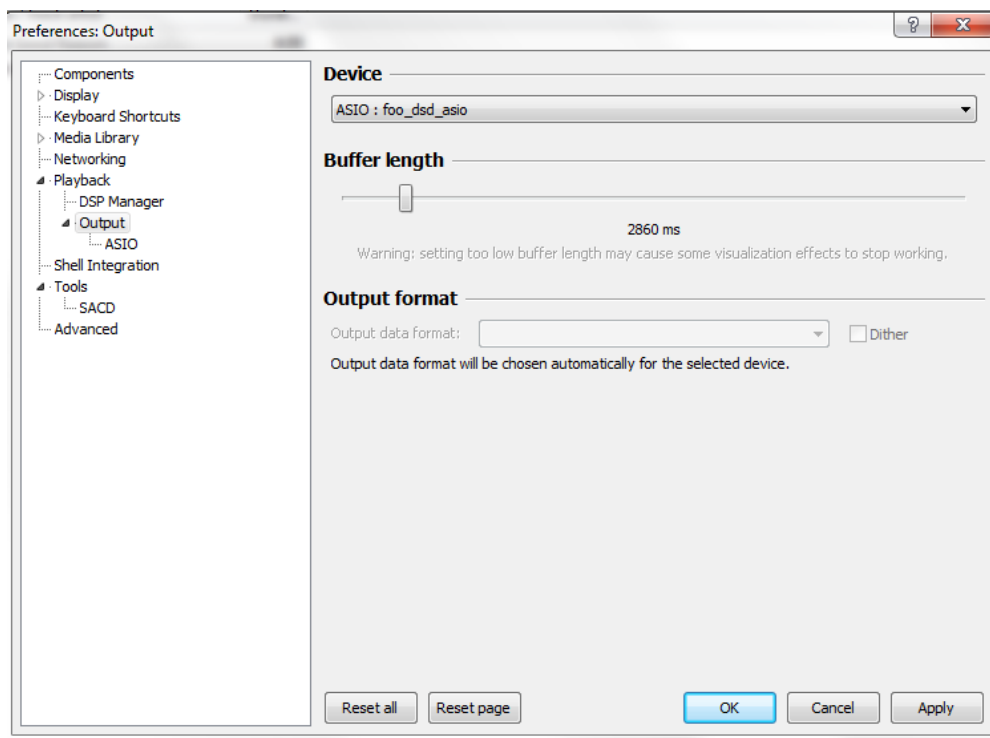 Preferences: Output
Components
Display
Keyboard Shortcuts
Media Library
Networking
Playback
DSP Manager
Output
ASIO
Shell Integration
Tools
SACD
Advanced
Device
ASIO : foo_dsd_asio
Buffer length
2860 ms
Warning: setting too low buffer length may cause some visualization effects to stop working.
Output format
Output data format:
Dither
Output data format will be chosen automatically for the selected device.
Reset all
Reset page
OK
Cancel
Apply